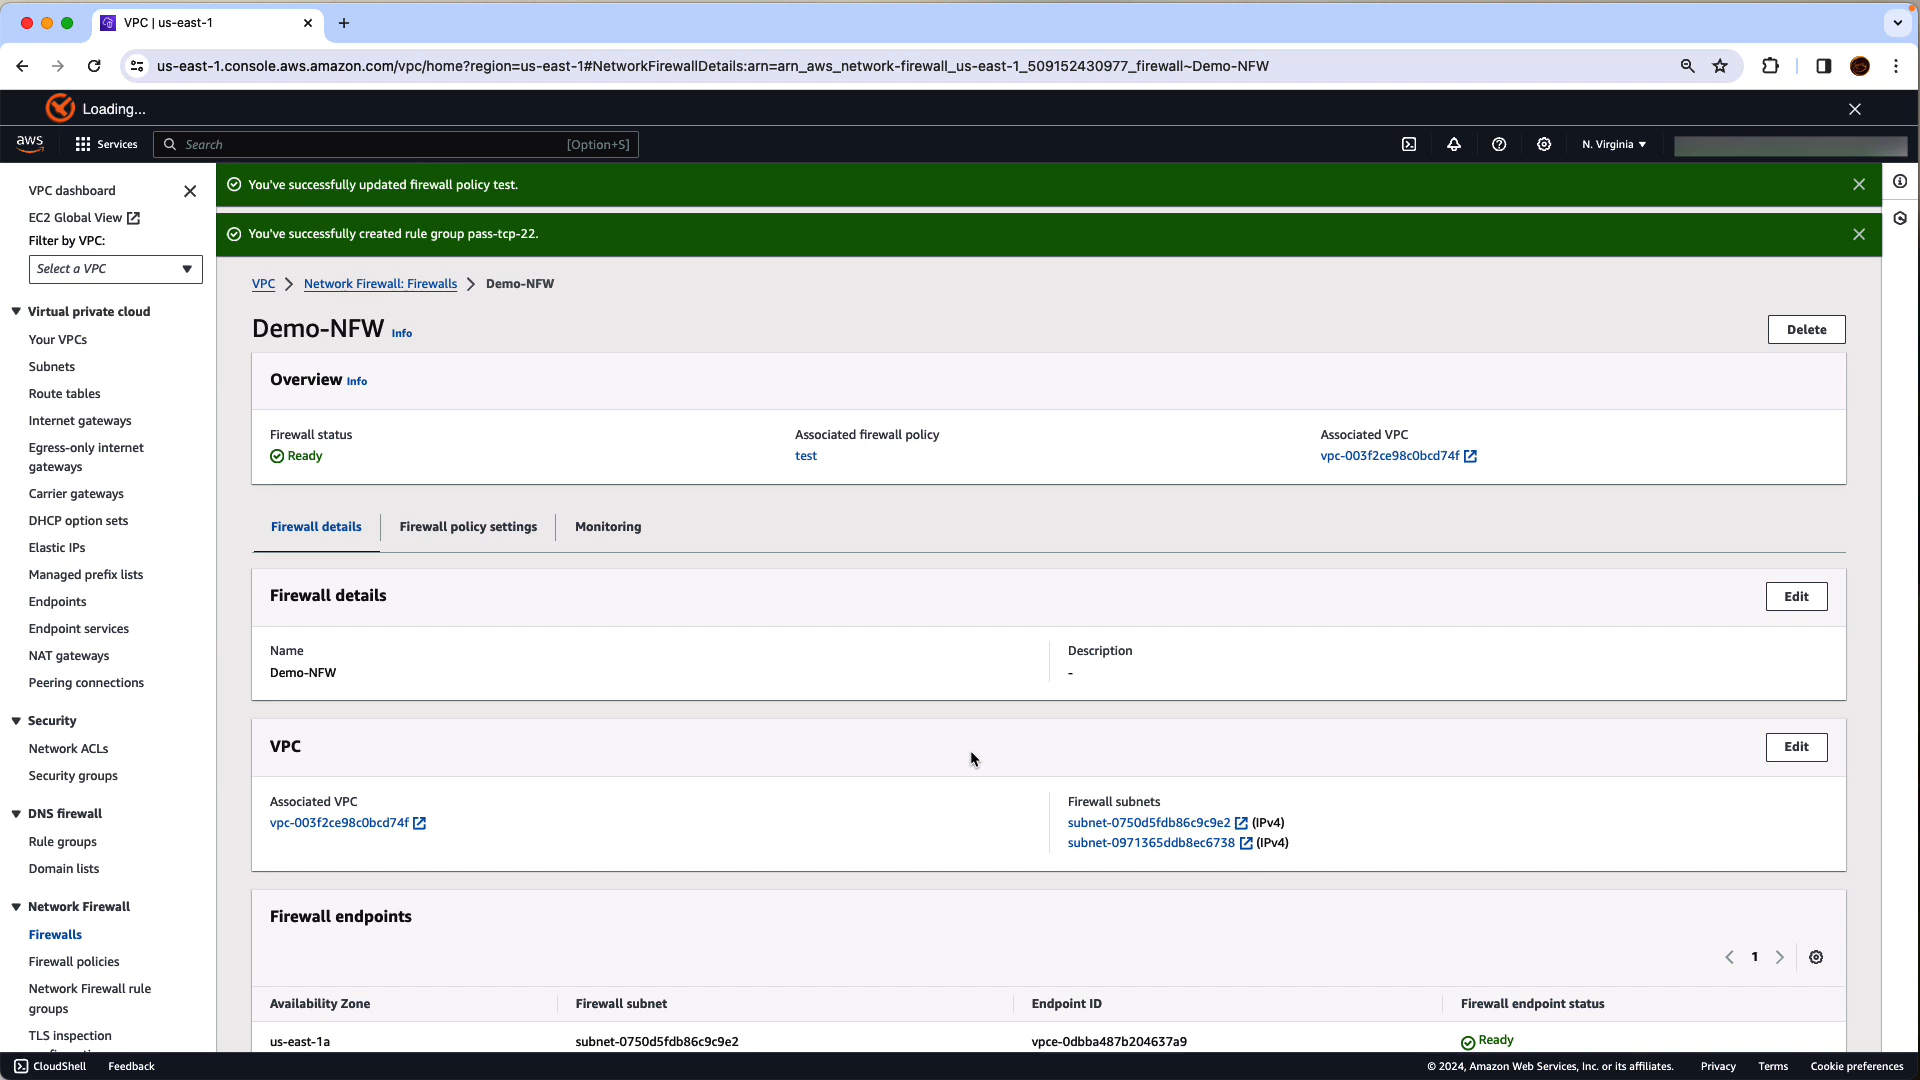 VPC | us-east-1
us-east-1.console.aws.amazon.com/vpc/home?region=us-east-1#NetworkFirewallDetails:arn=arn_aws_network-firewall_us-east-1_509152430977_firewall~Demo-NFW
Loading...
aws
Services
Search
[Option+S]
N. Virginia
VPC dashboard
EC2 Global View
Filter by VPC:
Select a VPC
Virtual private cloud
Your VPCs
Subnets
Route tables
Internet gateways
Egress-only internet
gateways
Carrier gateways
DHCP option sets
Elastic IPs
Managed prefix lists
Endpoints
Endpoint services
NAT gateways
Peering connections
Security
Network ACLs
Security groups
DNS firewall
Rule groups
Domain lists
Network Firewall
Firewalls
Firewall policies
Network Firewall rule
groups
TLS inspection
You've successfully updated firewall policy test.
You've successfully created rule group pass-tcp-22.
VPC
Network Firewall: Firewalls
Demo-NFW
Demo-NFW Info
Delete
Overview Info
Firewall status
Ready
Associated firewall policy
test
Associated VPC
vpc-003f2ce98c0bcd74f
Firewall details
Firewall policy settings
Monitoring
Firewall details
Edit
Name
Demo-NFW
Description
-
VPC
Edit
Associated VPC
vpc-003f2ce98c0bcd74f
Firewall subnets
subnet-0750d5fdb86c9c9e2 (IPv4)
subnet-0971365ddb8ec6738 (IPv4)
Firewall endpoints
1
Availability Zone
Firewall subnet
Endpoint ID
Firewall endpoint status
us-east-1a
subnet-0750d5fdb86c9c9e2
vpce-0dbba487b204637a9
Ready
CloudShell
Feedback
© 2024, Amazon Web Services, Inc. or its affiliates.
Privacy
Terms
Cookie preferences